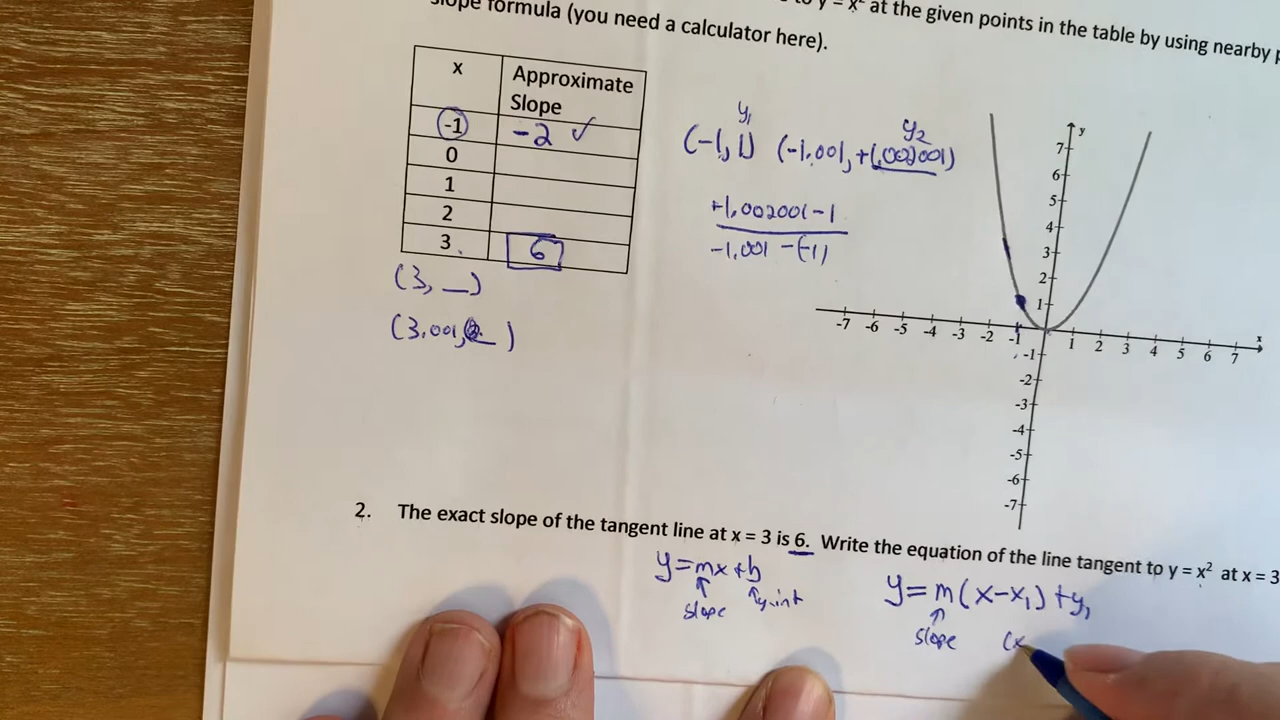 y = x² at the given points in the table by using nearby
slope formula (you need a calculator here).
x Approximate Slope
-1 -2 ✓
0
1
2
3 6
(3, __)
(3.001, __)
y₁ y₂
(-1, 1) (-1.001, +1.002001)
+1.002001 - 1
-1.001 - (-1)
y
7
6
5
4
3
2
1
-7 -6 -5 -4 -3 -2 -1 1 2 3 4 5 6 7 x
-1
-2
-3
-4
-5
-6
-7
2. The exact slope of the tangent line at x = 3 is 6. Write the equation of the line tangent to y = x² at x = 3
y=mx+b y=m(x-x₁)+y₁
slope y-int slope (x